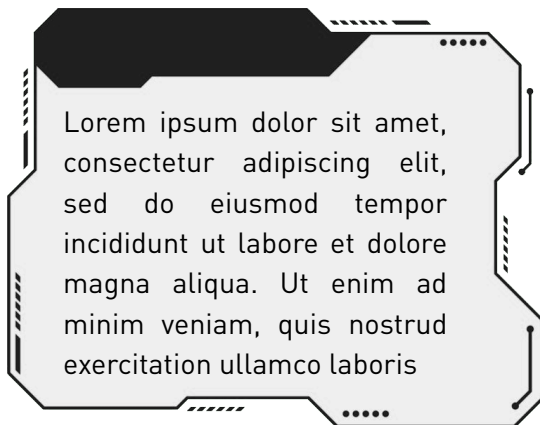 Lorem ipsum dolor sit amet,
consectetur adipiscing elit,
sed do eiusmod tempor
incididunt ut labore et dolore
magna aliqua. Ut enim ad
minim veniam, quis nostrud
exercitation ullamco laboris